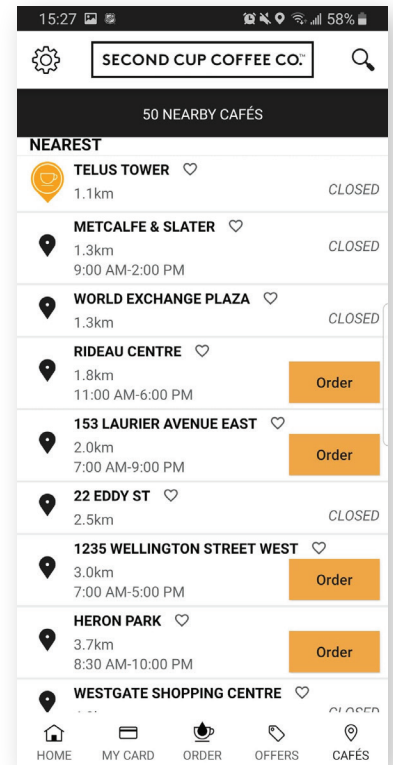 15:27 58%
SECOND CUP COFFEE CO.™
50 NEARBY CAFÉS
NEAREST
TELUS TOWER
1.1km CLOSED
METCALFE & SLATER
1.3km CLOSED
9:00 AM-2:00 PM
WORLD EXCHANGE PLAZA
1.3km CLOSED
RIDEAU CENTRE
1.8km
11:00 AM-6:00 PM
Order
153 LAURIER AVENUE EAST
2.0km
7:00 AM-9:00 PM
Order
22 EDDY ST
2.5km CLOSED
1235 WELLINGTON STREET WEST
3.0km
7:00 AM-5:00 PM
Order
HERON PARK
3.7km
8:30 AM-10:00 PM
Order
WESTGATE SHOPPING CENTRE
CLOSED
HOME MY CARD ORDER OFFERS CAFÉS